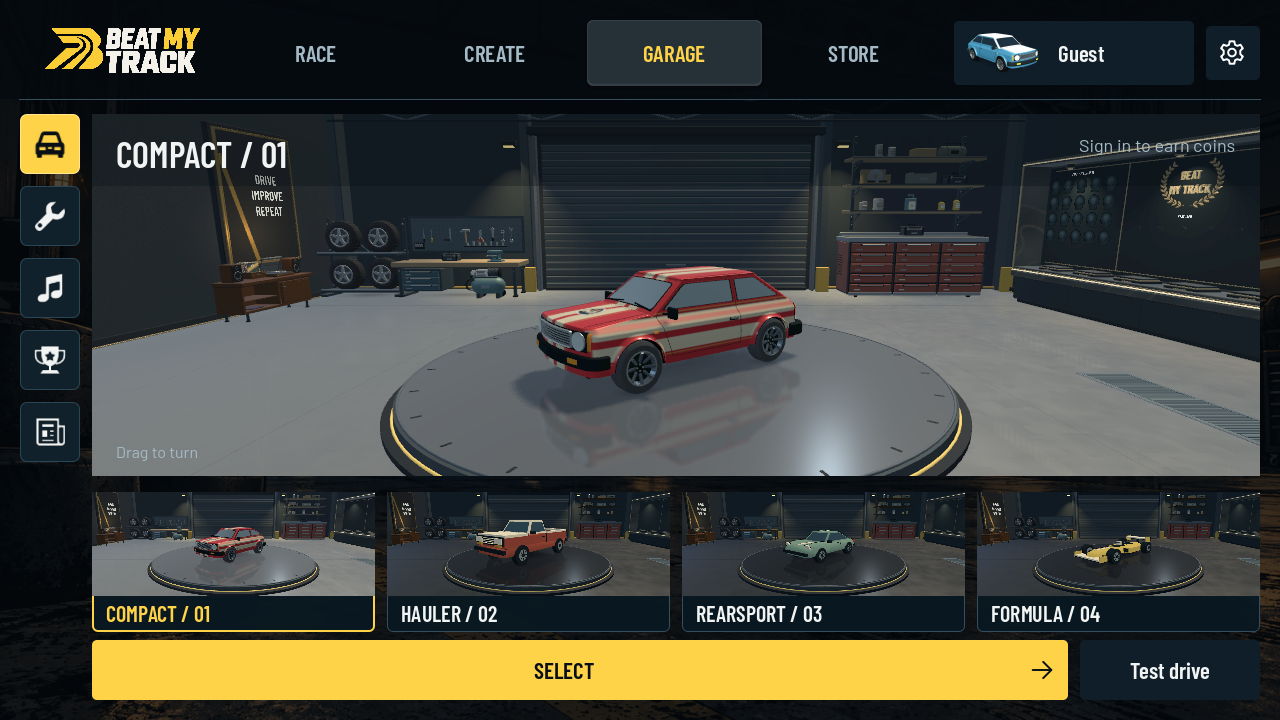 BEAT MY
TRACK
RACE
CREATE
GARAGE
STORE
Guest
COMPACT / 01
Sign in to earn coins
DRIVE
IMPROVE
REPEAT
BEAT
MY TRACK
Drag to turn
COMPACT / 01
HAULER / 02
REARSPORT / 03
FORMULA / 04
SELECT
Test drive